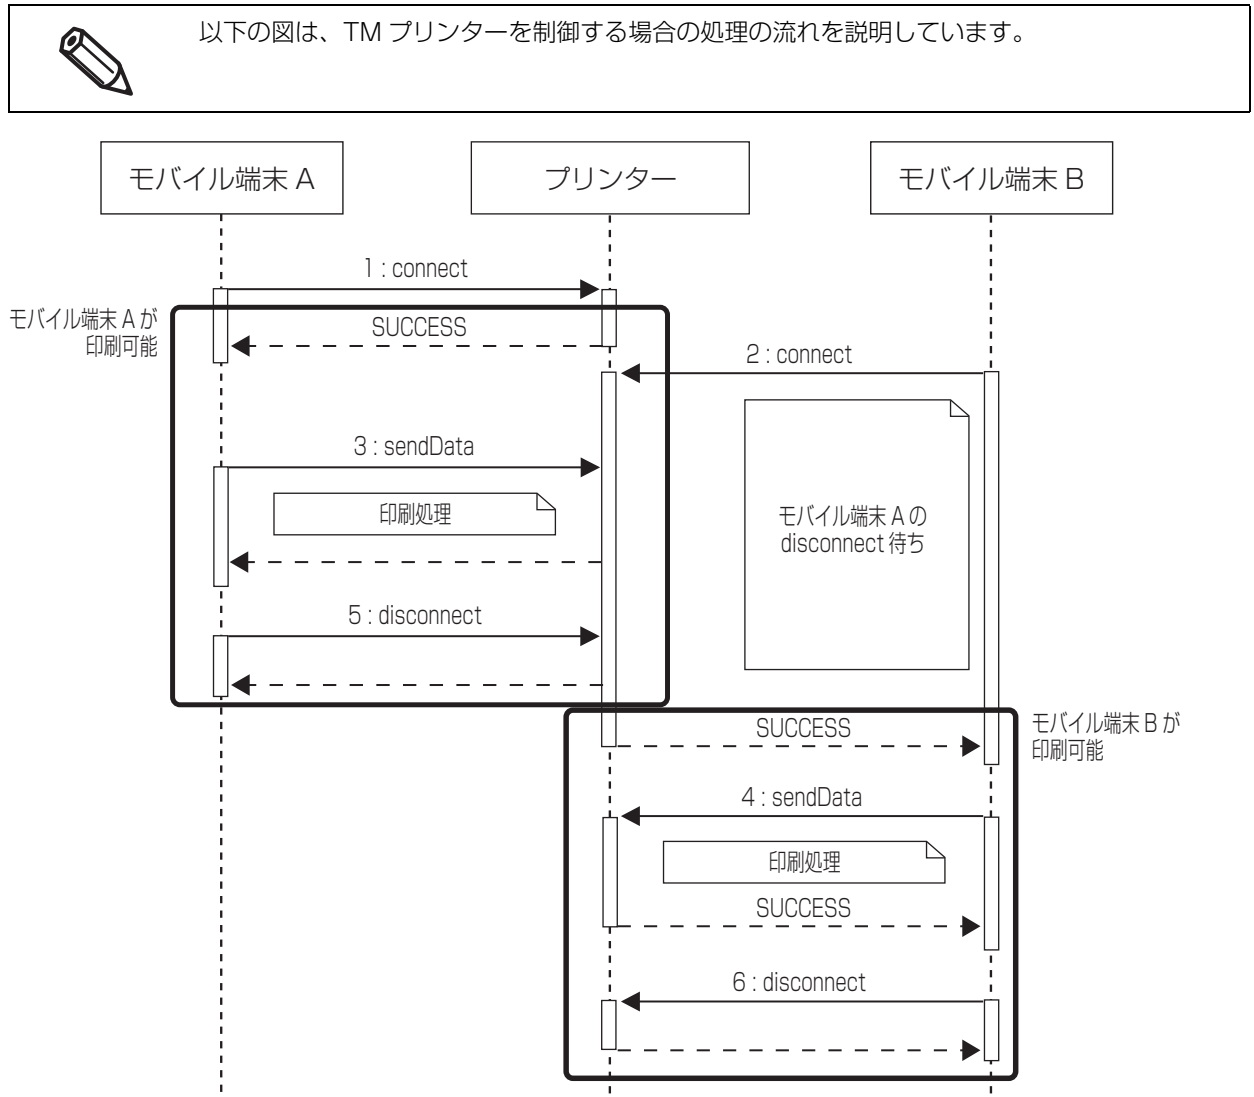 以下の図は、TM プリンターを制御する場合の処理の流れを説明しています。
モバイル端末 A
プリンター
モバイル端末 B
1 : connect
モバイル端末 A が
印刷可能
SUCCESS
2 : connect
3 : sendData
印刷処理
モバイル端末 A の
disconnect 待ち
5 : disconnect
SUCCESS
モバイル端末 B が
印刷可能
4 : sendData
印刷処理
SUCCESS
6 : disconnect